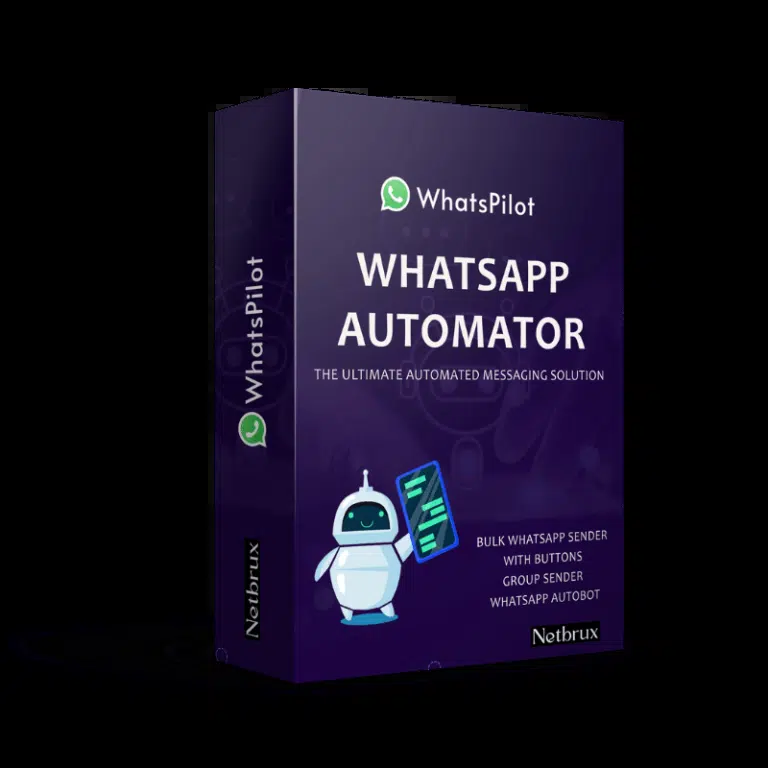 WhatsPilot
WHATSAPP
AUTOMATOR
THE ULTIMATE AUTOMATED MESSAGING SOLUTION
BULK WHATSAPP SENDER
WITH BUTTONS
GROUP SENDER
WHATSAPP AUTOBOT
Netbrux
WhatsPilot
Netbrux